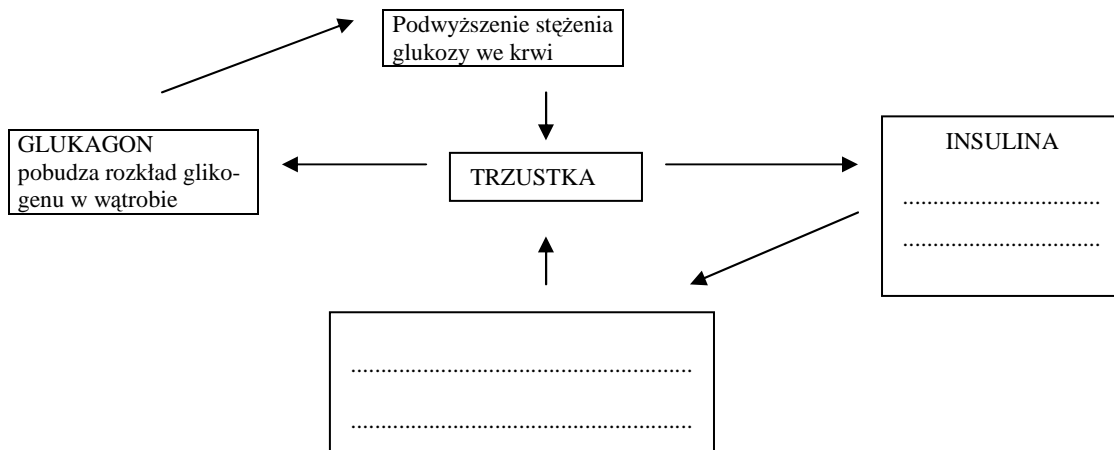 Podwyższenie stężenia
glukozy we krwi
GLUKAGON
pobudza rozkład gliko-
genu w wątrobie
TRZUSTKA
INSULINA
.................................
.................................
.........................................................
.........................................................